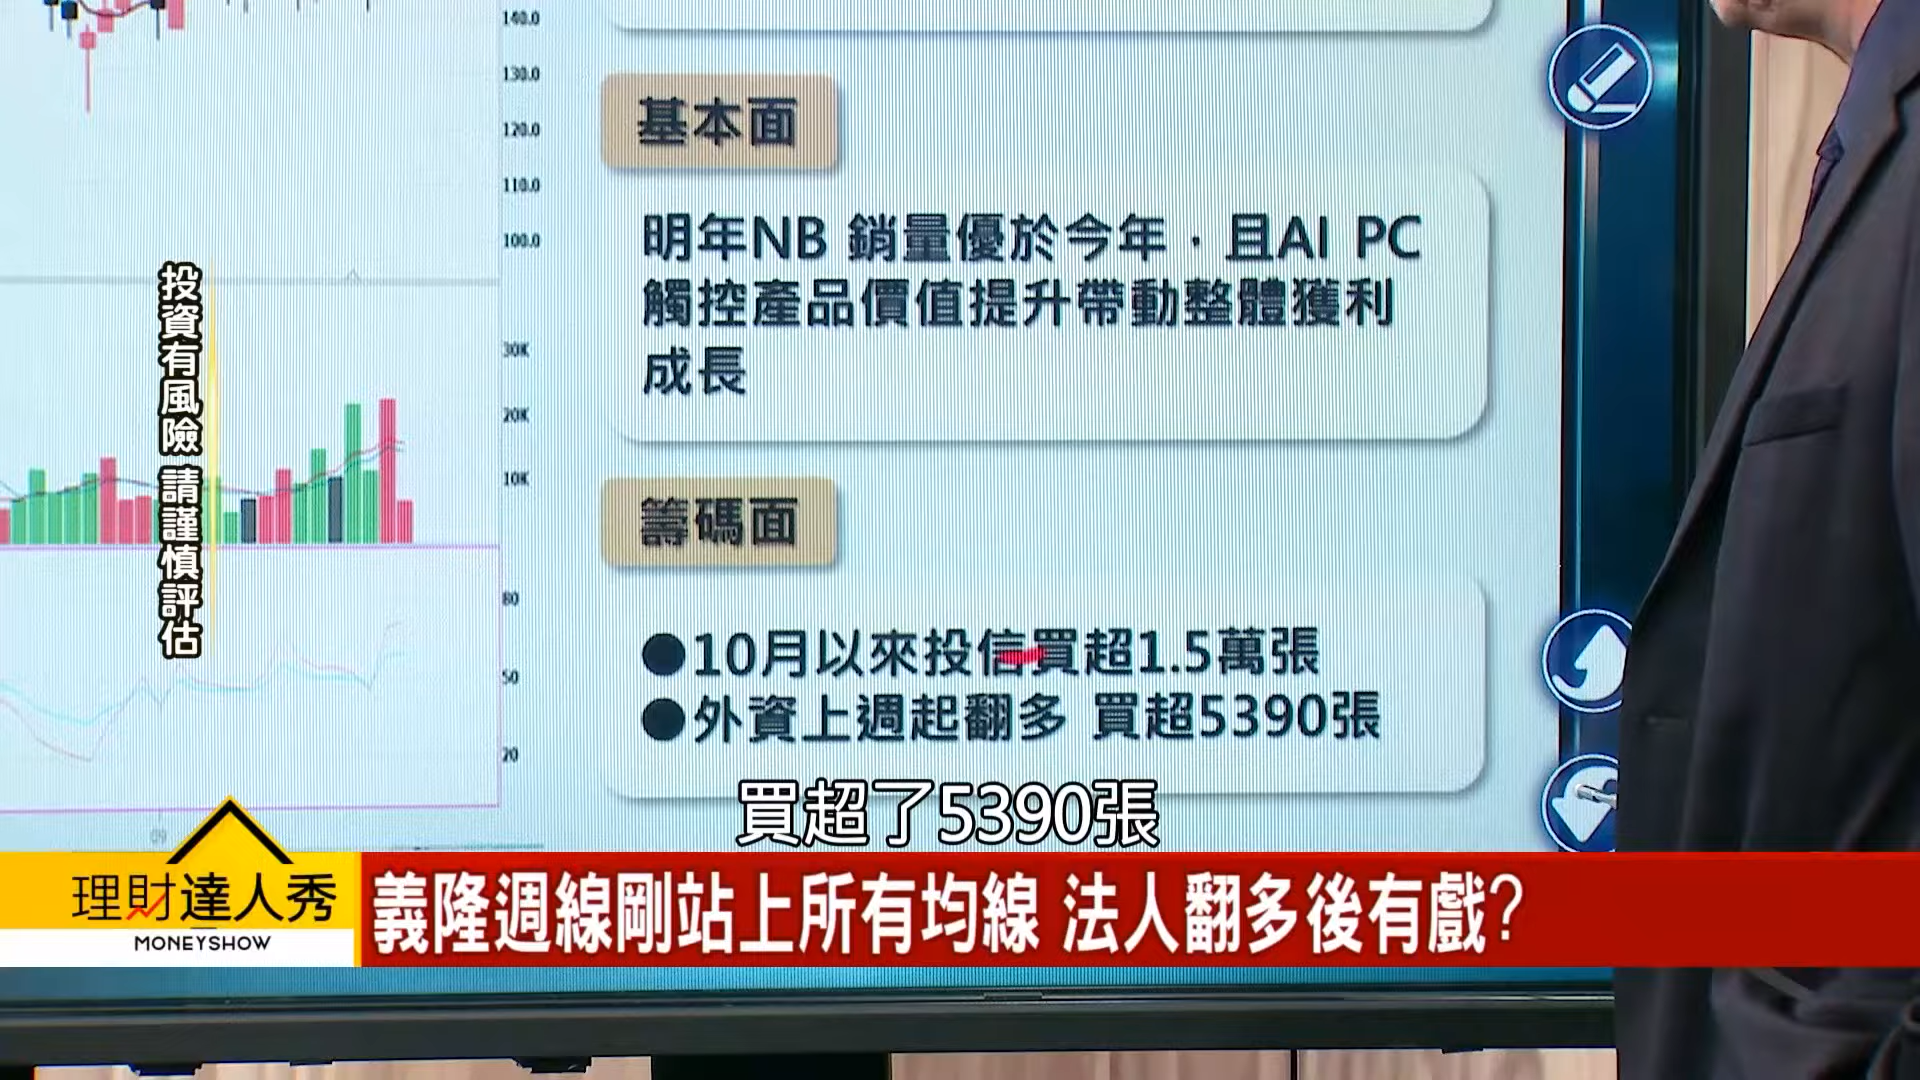 140.0
130.0
120.0
110.0
100.0
30K
20K
10K
80
50
20
09
投資有風險 請謹慎評估
基本面
明年NB 銷量優於今年，且AI PC
觸控產品價值提升帶動整體獲利
成長
籌碼面
●10月以來投信買超1.5萬張
●外資上週起翻多 買超5390張
買超了5390張
理財達人秀
MONEYSHOW
義隆週線剛站上所有均線 法人翻多後有戲?